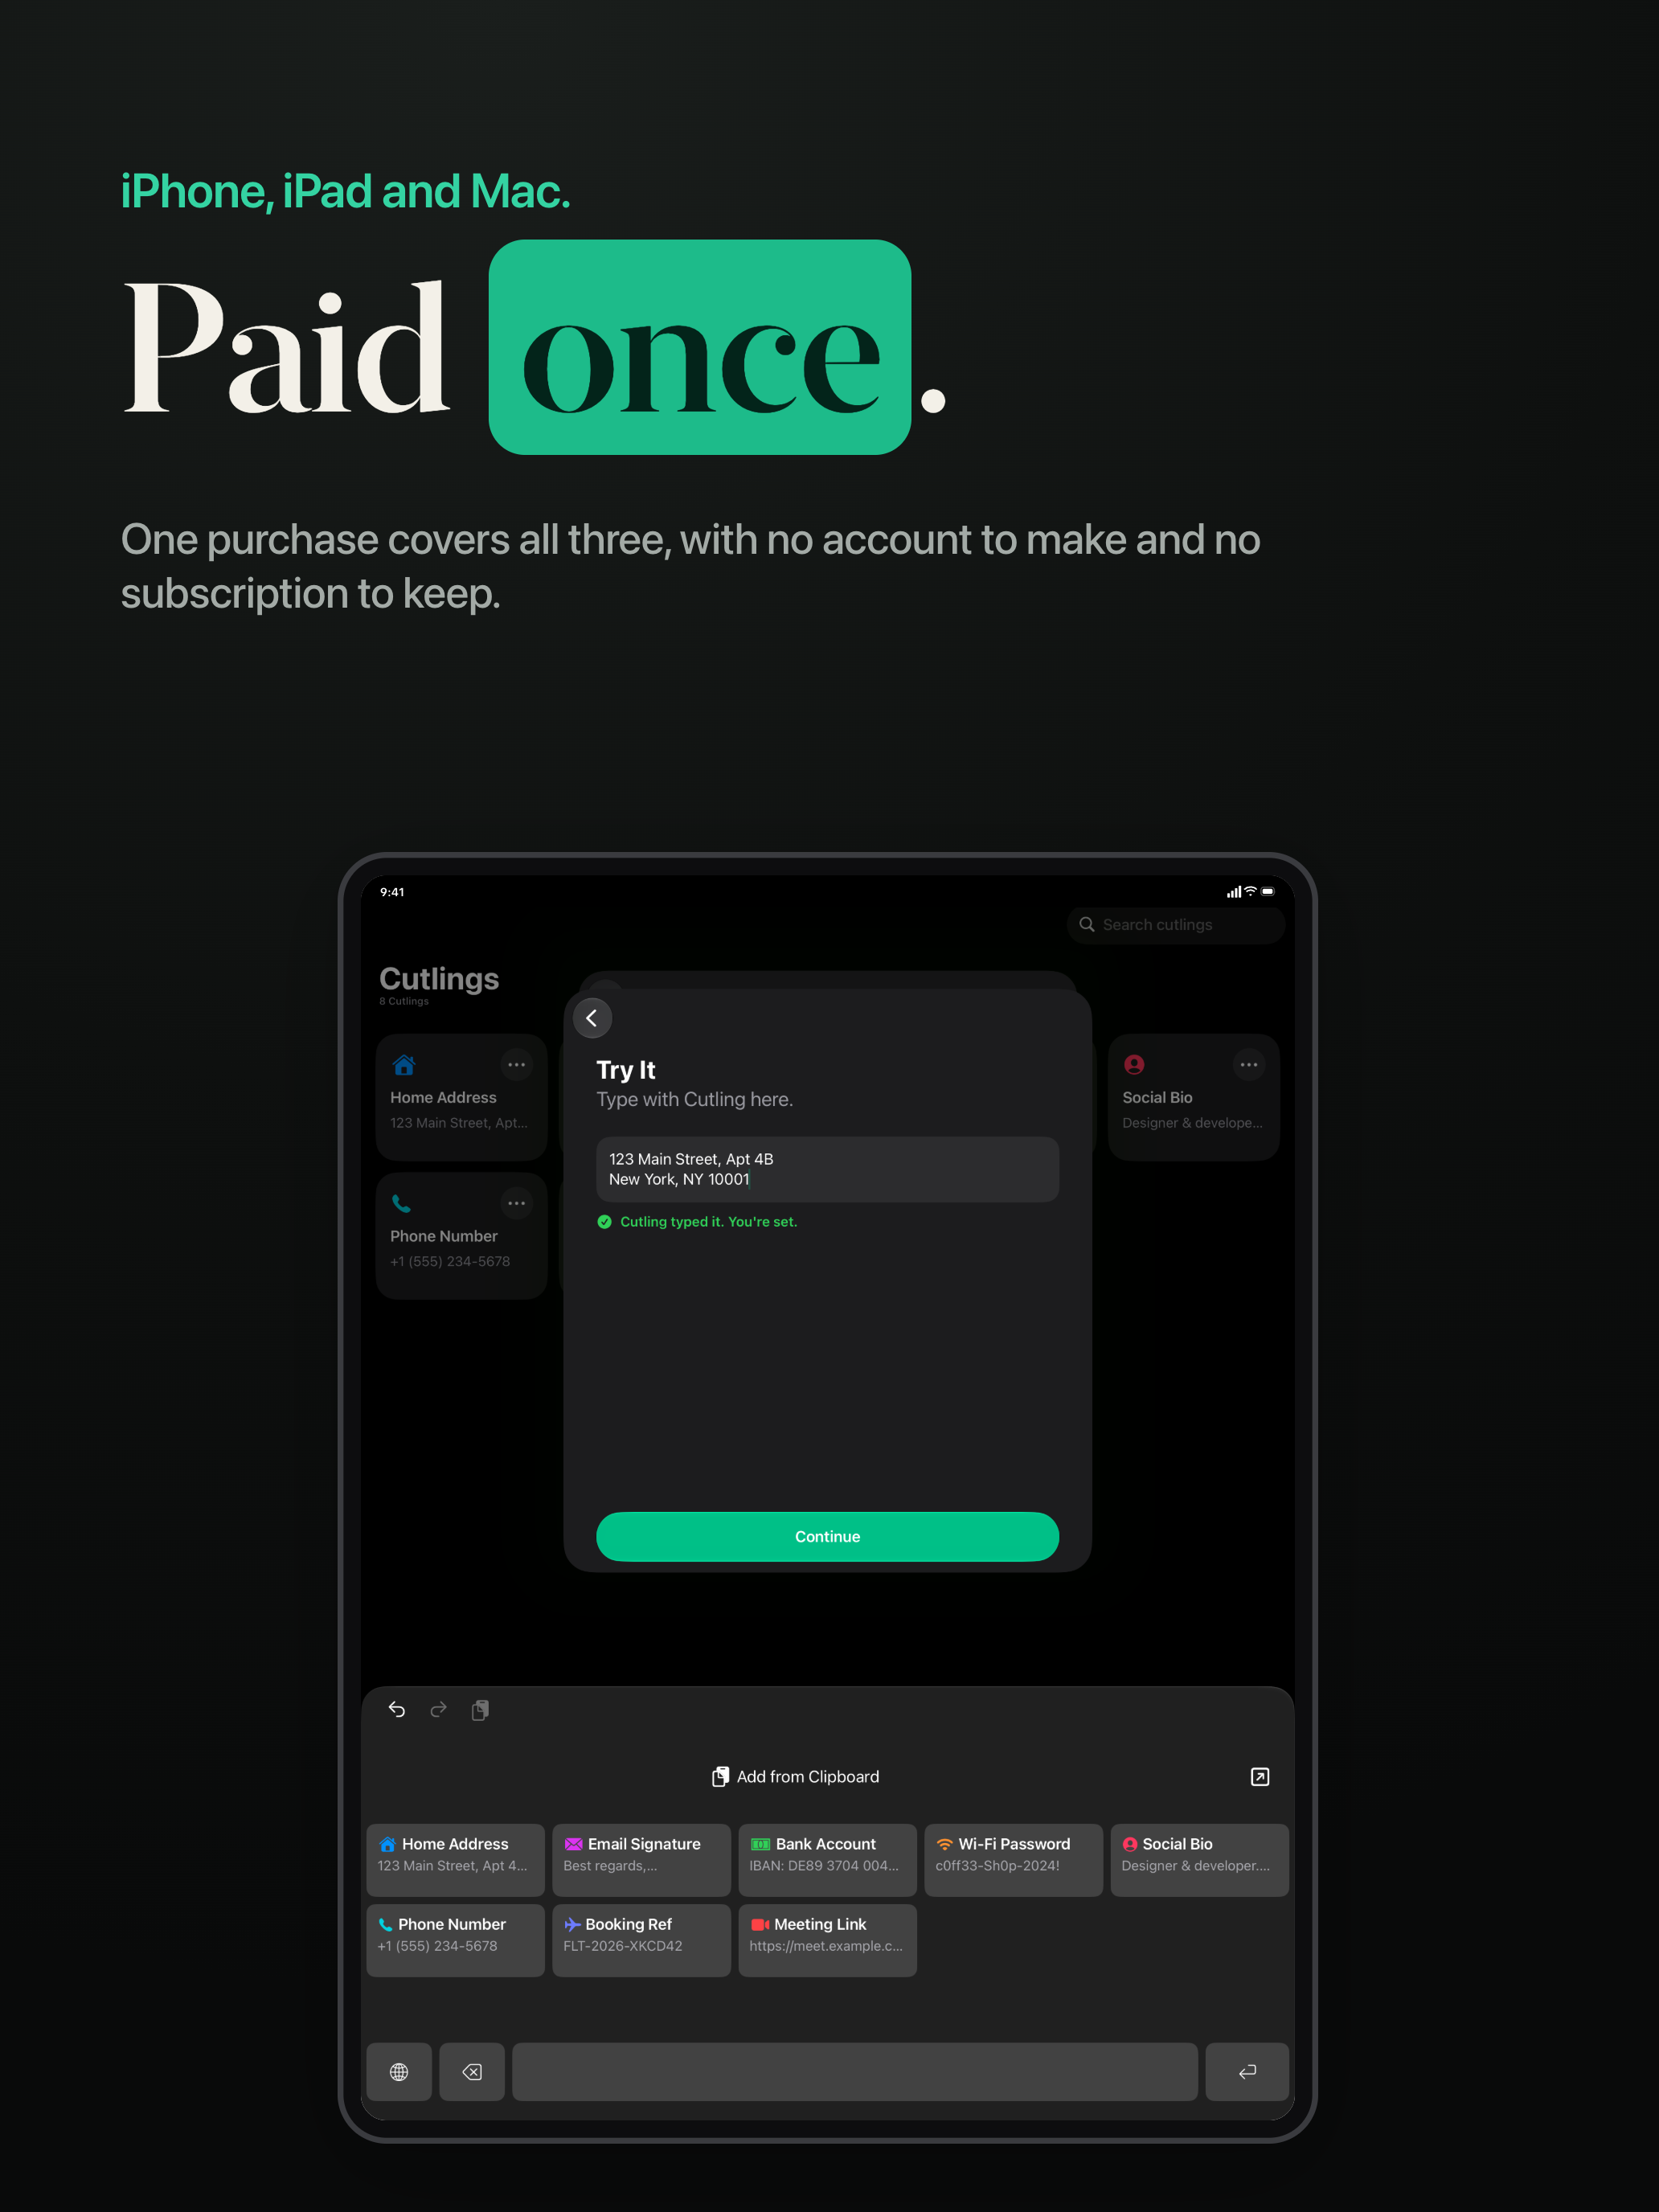 iPhone, iPad and Mac.
Paid once.
One purchase covers all three, with no account to make and no
subscription to keep.
9:41
Search cutlings
Cutlings
8 Cutlings
Home Address
123 Main Street, Apt...
Social Bio
Designer & develope...
Phone Number
+1 (555) 234-5678
Try It
Type with Cutling here.
123 Main Street, Apt 4B
New York, NY 10001
Cutling typed it. You're set.
Continue
Add from Clipboard
Home Address
123 Main Street, Apt 4...
Email Signature
Best regards,...
Bank Account
IBAN: DE89 3704 004...
Wi-Fi Password
c0ff33-Sh0p-2024!
Social Bio
Designer & developer....
Phone Number
+1 (555) 234-5678
Booking Ref
FLT-2026-XKCD42
Meeting Link
https://meet.example.c...